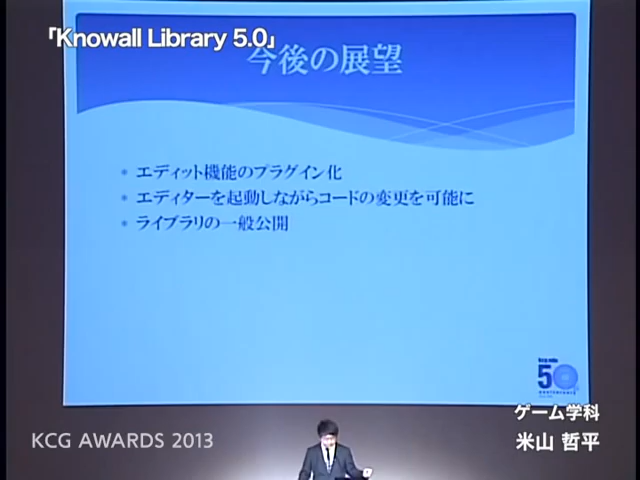 「Knowall Library 5.0」
今後の展望
• エディット機能のプラグイン化
• エディターを起動しながらコードの変更を可能に
• ライブラリの一般公開
kcg.edu
50
ゲーム学科
米山 哲平
KCG AWARDS 2013